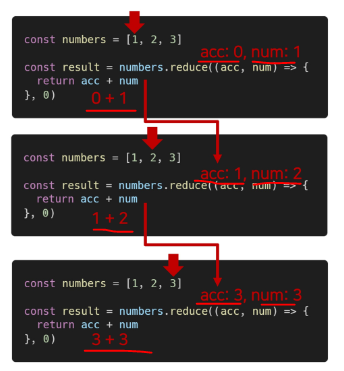 const numbers = [1, 2, 3]
acc: 0, num: 1
const result = numbers.reduce((acc, num) => {
return acc + num
}, 0)
0 + 1
const numbers = [1, 2, 3]
acc: 1, num: 2
const result = numbers.reduce((acc, num) => {
return acc + num
}, 0)
1 + 2
const numbers = [1, 2, 3]
acc: 3, num: 3
const result = numbers.reduce((acc, num) => {
return acc + num
}, 0)
3 + 3